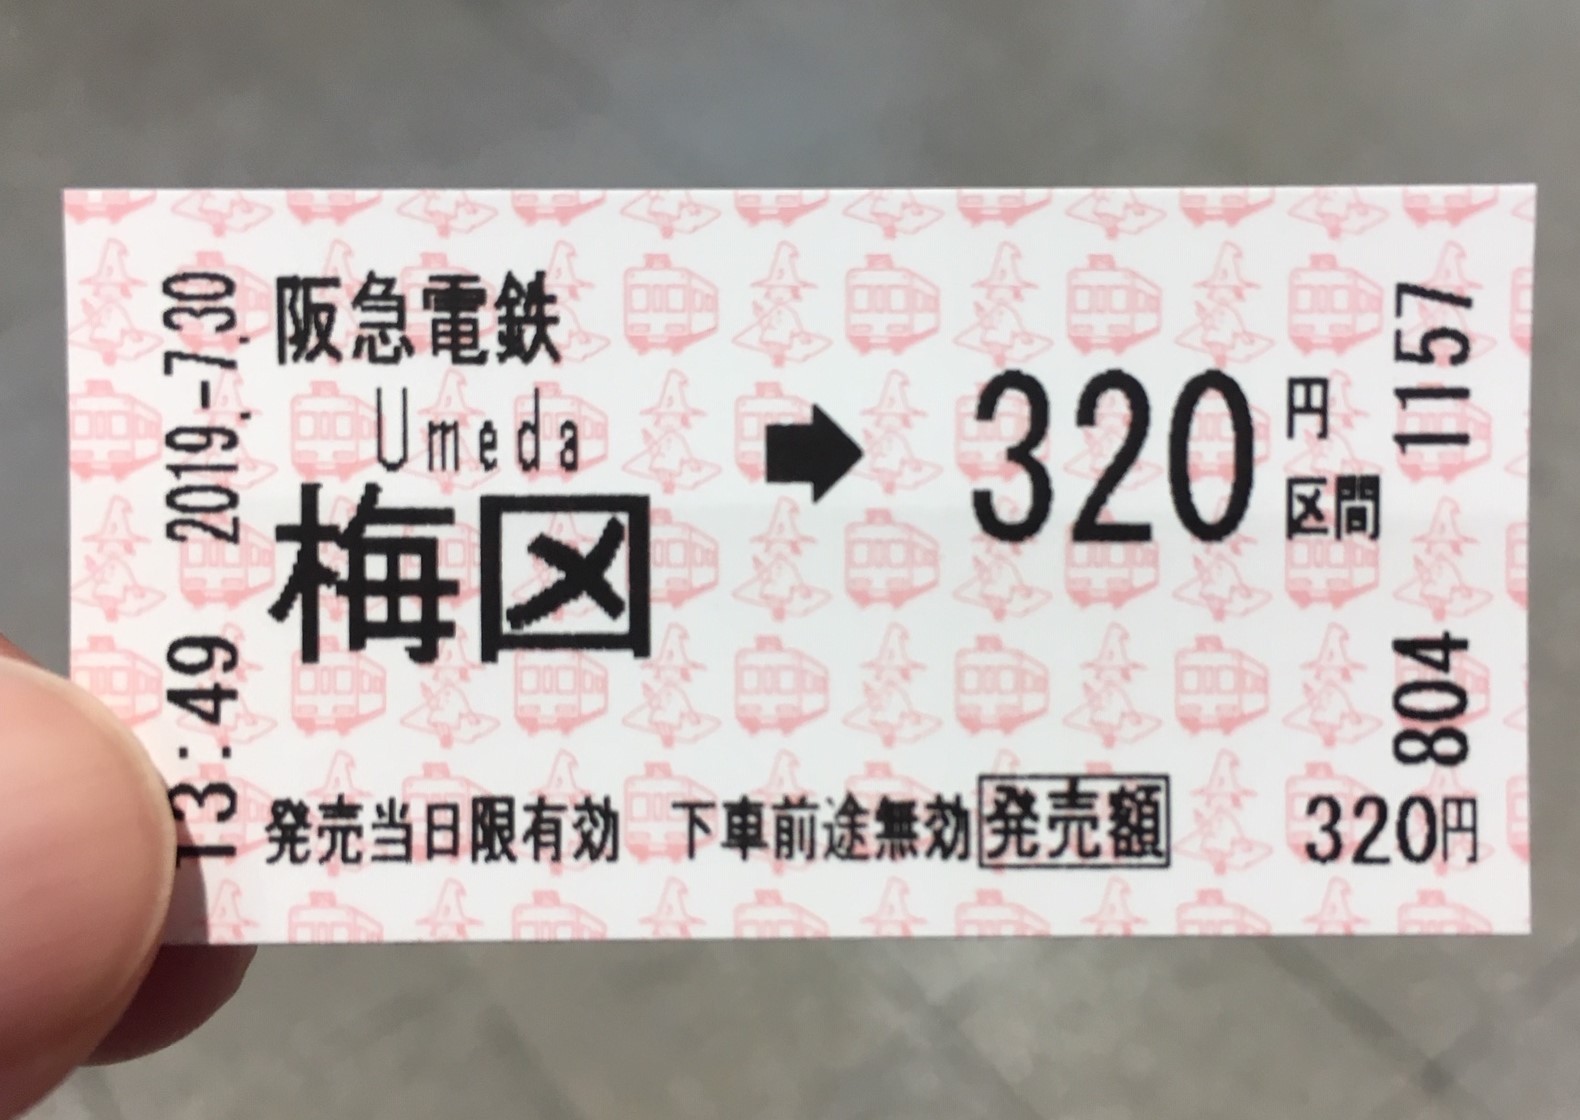 阪急電鉄
Umeda
梅田
➡ 320円区間
発売当日限有効 下車前途無効 発売額 320円
13:49 2019.-7.30
804 1157